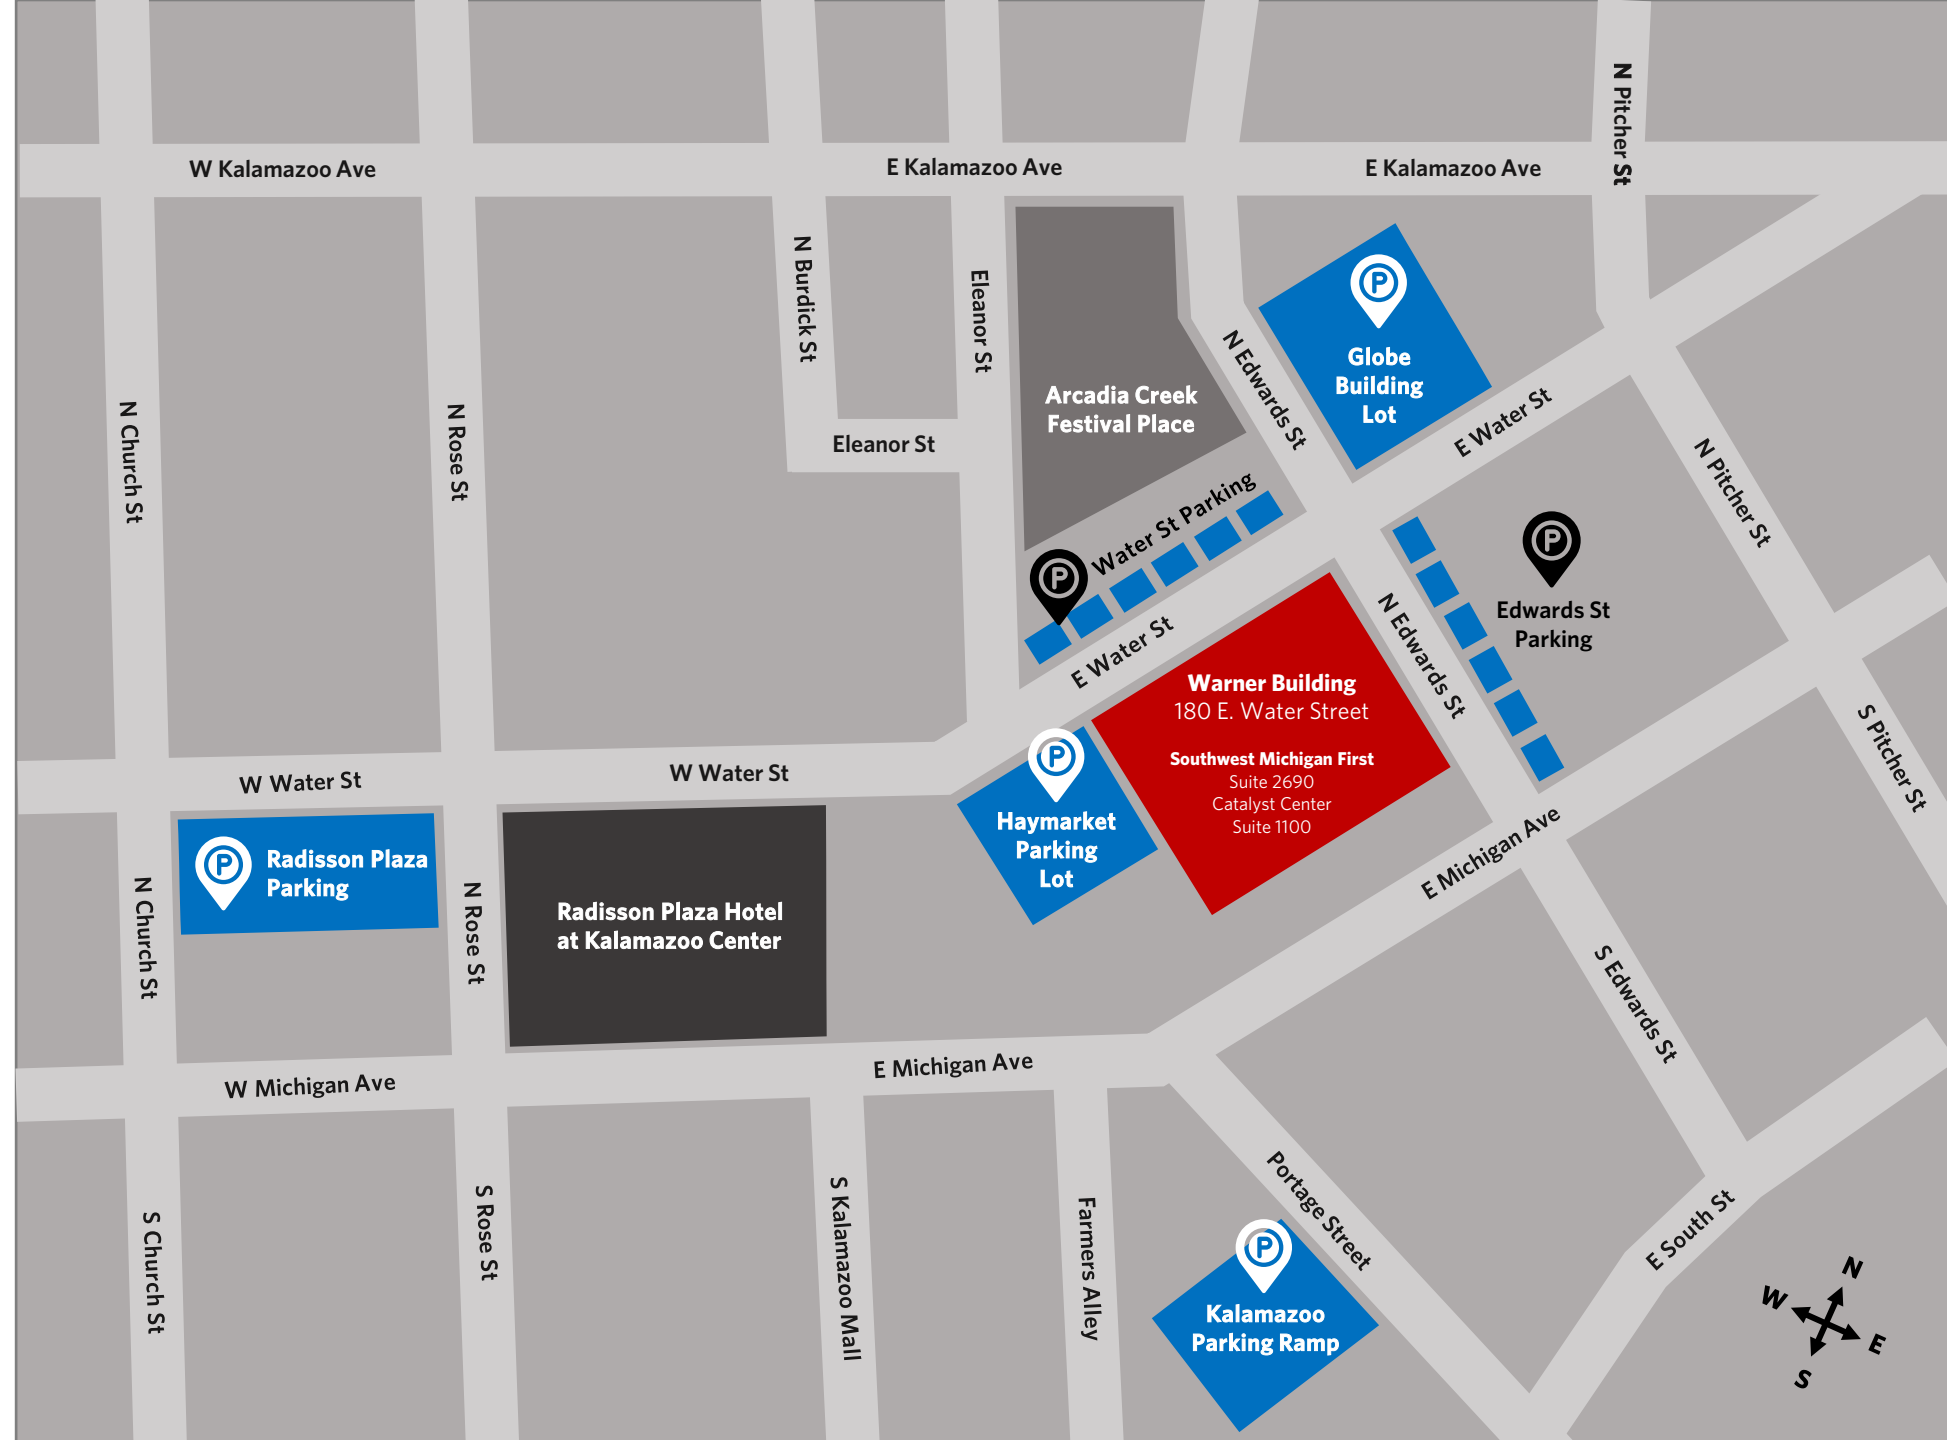 N Pitcher St
W Kalamazoo Ave
E Kalamazoo Ave
E Kalamazoo Ave
N Burdick St
Eleanor St
N Church St
N Rose St
Eleanor St
Arcadia Creek
Festival Place
N Edwards St
P
Globe
Building
Lot
E Water St
N Pitcher St
P
Water St Parking
P
Edwards St
Parking
E Water St
N Edwards St
Warner Building
180 E. Water Street
Southwest Michigan First
Suite 2690
Catalyst Center
Suite 1100
P
Haymarket
Parking
Lot
W Water St
W Water St
S Pitcher St
P
Radisson Plaza
Parking
N Church St
N Rose St
Radisson Plaza Hotel
at Kalamazoo Center
E Michigan Ave
S Edwards St
W Michigan Ave
E Michigan Ave
S Church St
S Rose St
S Kalamazoo Mall
Farmers Alley
Portage Street
P
Kalamazoo
Parking Ramp
E South St
N
W
E
S